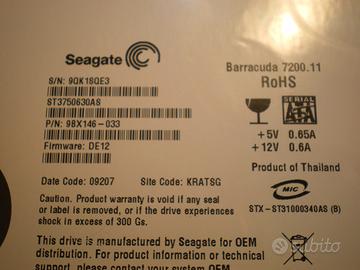 Seagate
Barracuda 7200.11
RoHS
S/N: 9QK1SQE3
ST3750630AS
SERIAL
P/N: 9BX146-033
+5V 0.65A
+12V 0.6A
Firmware: DE12
Product of Thailand
Date Code: 09207 Site Code: KRATSG
MIC
STX-ST31000340AS (B)
Caution: Product warranty is void if any
seal or label is removed, or if the drive experiences
shock in excess of 300 Gs.
This drive is manufactured by Seagate for OEM
distribution. For product information or technical
support, please contact your system OEM.
subito